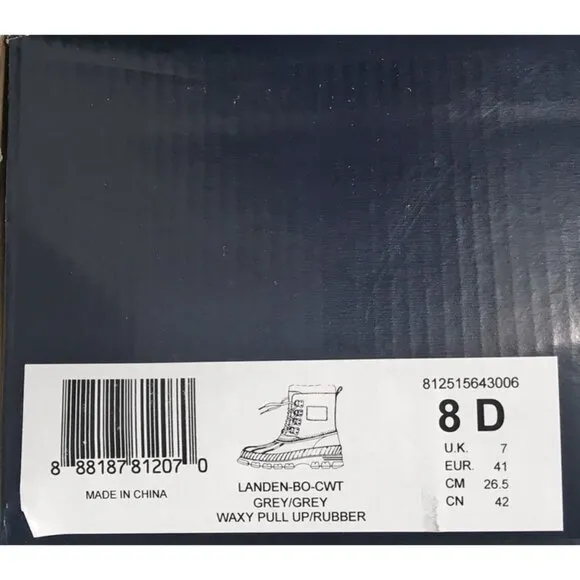 8 88187 81207 0
MADE IN CHINA
LANDEN-BO-CWT
GREY/GREY
WAXY PULL UP/RUBBER
812515643006
8 D
U.K. 7
EUR. 41
CM 26.5
CN 42